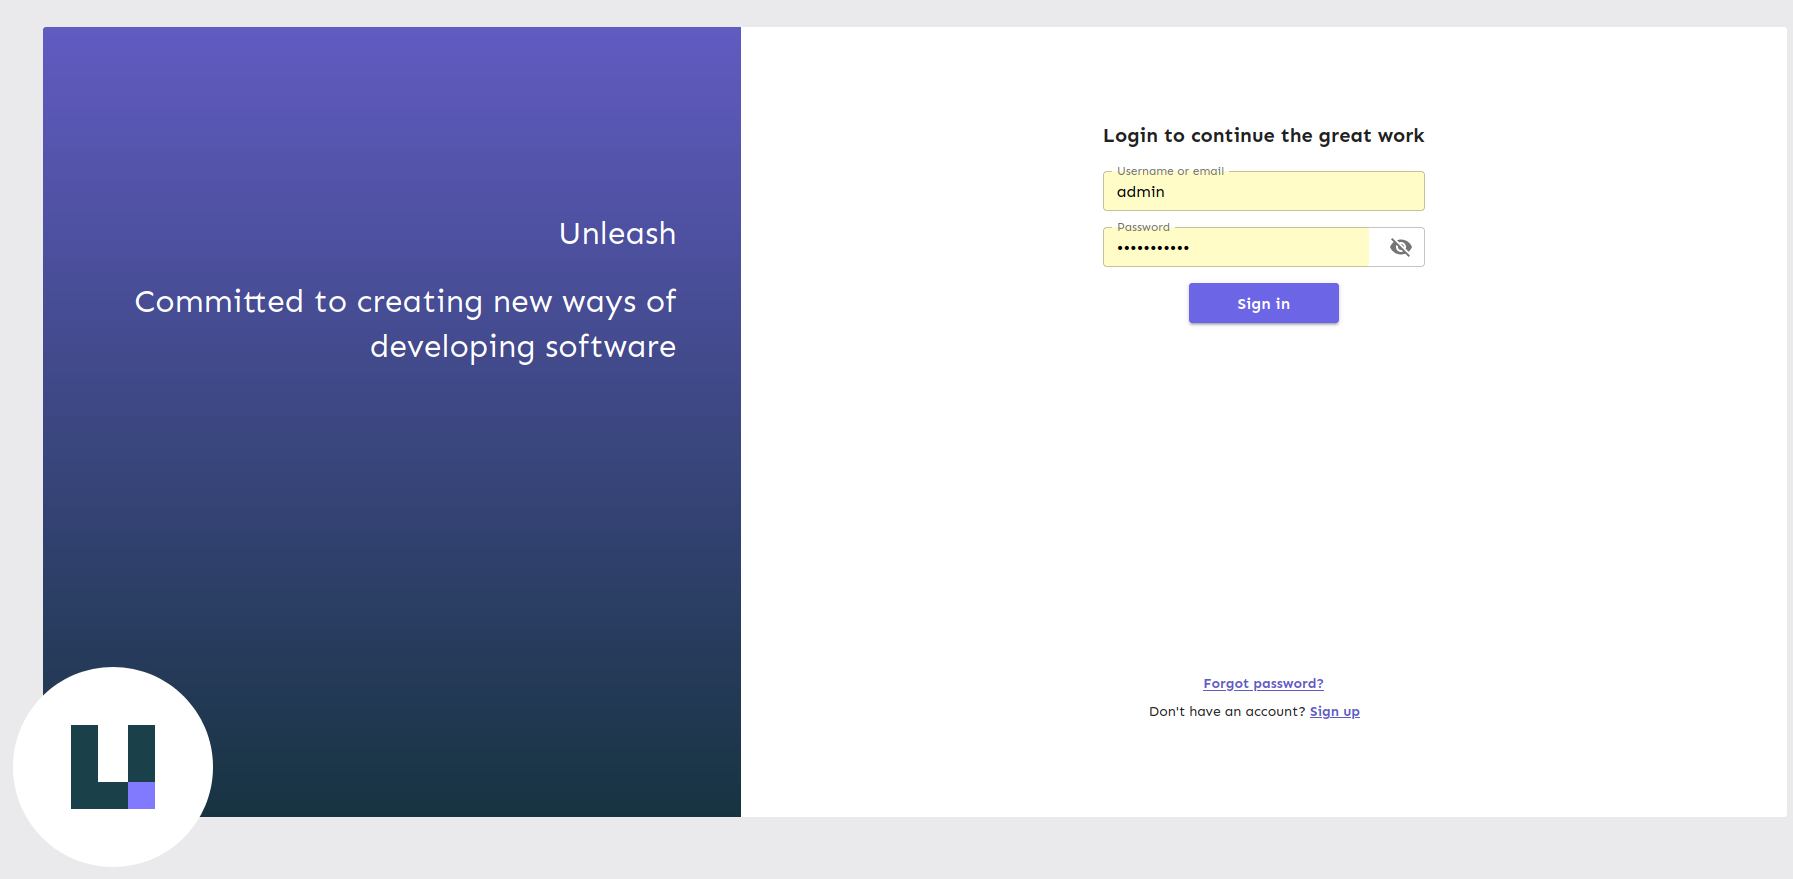 Unleash
Committed to creating new ways of
developing software
Login to continue the great work
Username or email
admin
Password
•••••••••••
Sign in
Forgot password?
Don't have an account? Sign up